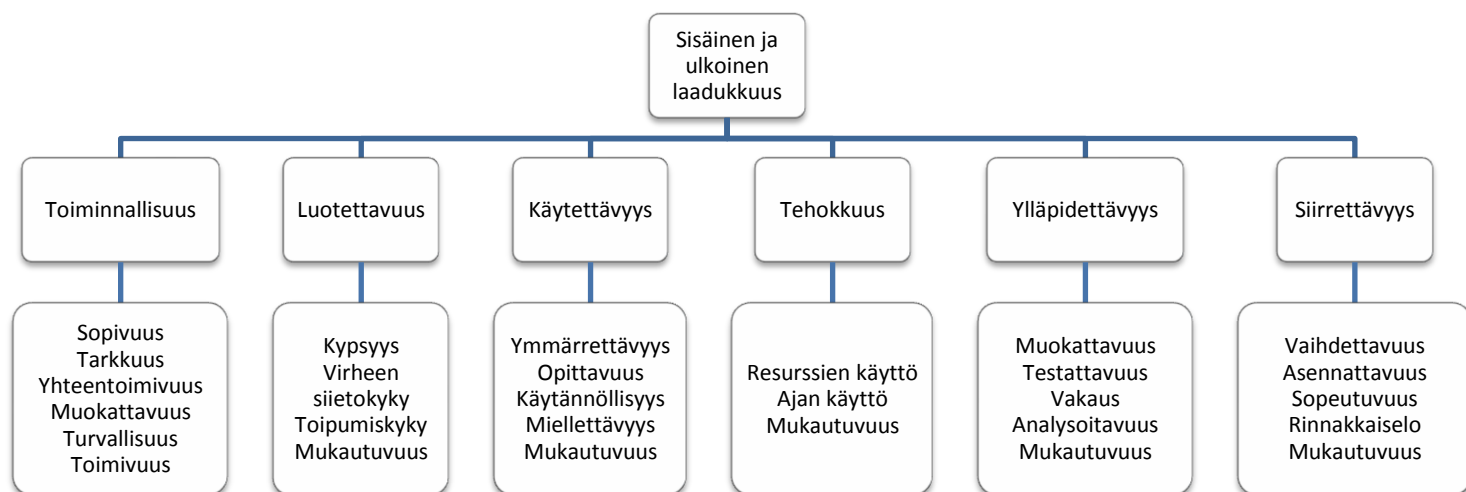 Sisäinen ja
ulkoinen
laadukkuus
Toiminnallisuus
Luotettavuus
Käytettävyys
Tehokkuus
Ylläpidettävyys
Siirrettävyys
Sopivuus
Tarkkuus
Yhteentoimivuus
Muokattavuus
Turvallisuus
Toimivuus
Kypsyys
Virheen
siietokyky
Toipumiskyky
Mukautuvuus
Ymmärrettävyys
Opittavuus
Käytännöllisyys
Miellettävyys
Mukautuvuus
Resurssien käyttö
Ajan käyttö
Mukautuvuus
Muokattavuus
Testattavuus
Vakaus
Analysoitavuus
Mukautuvuus
Vaihdettavuus
Asennattavuus
Sopeutuvuus
Rinnakkaiselo
Mukautuvuus